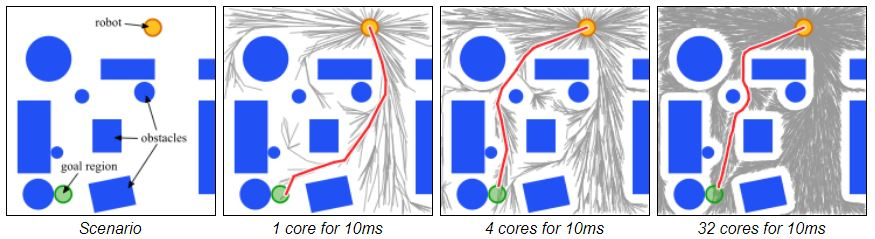 robot
obstacles
goal region
Scenario
1 core for 10ms
4 cores for 10ms
32 cores for 10ms